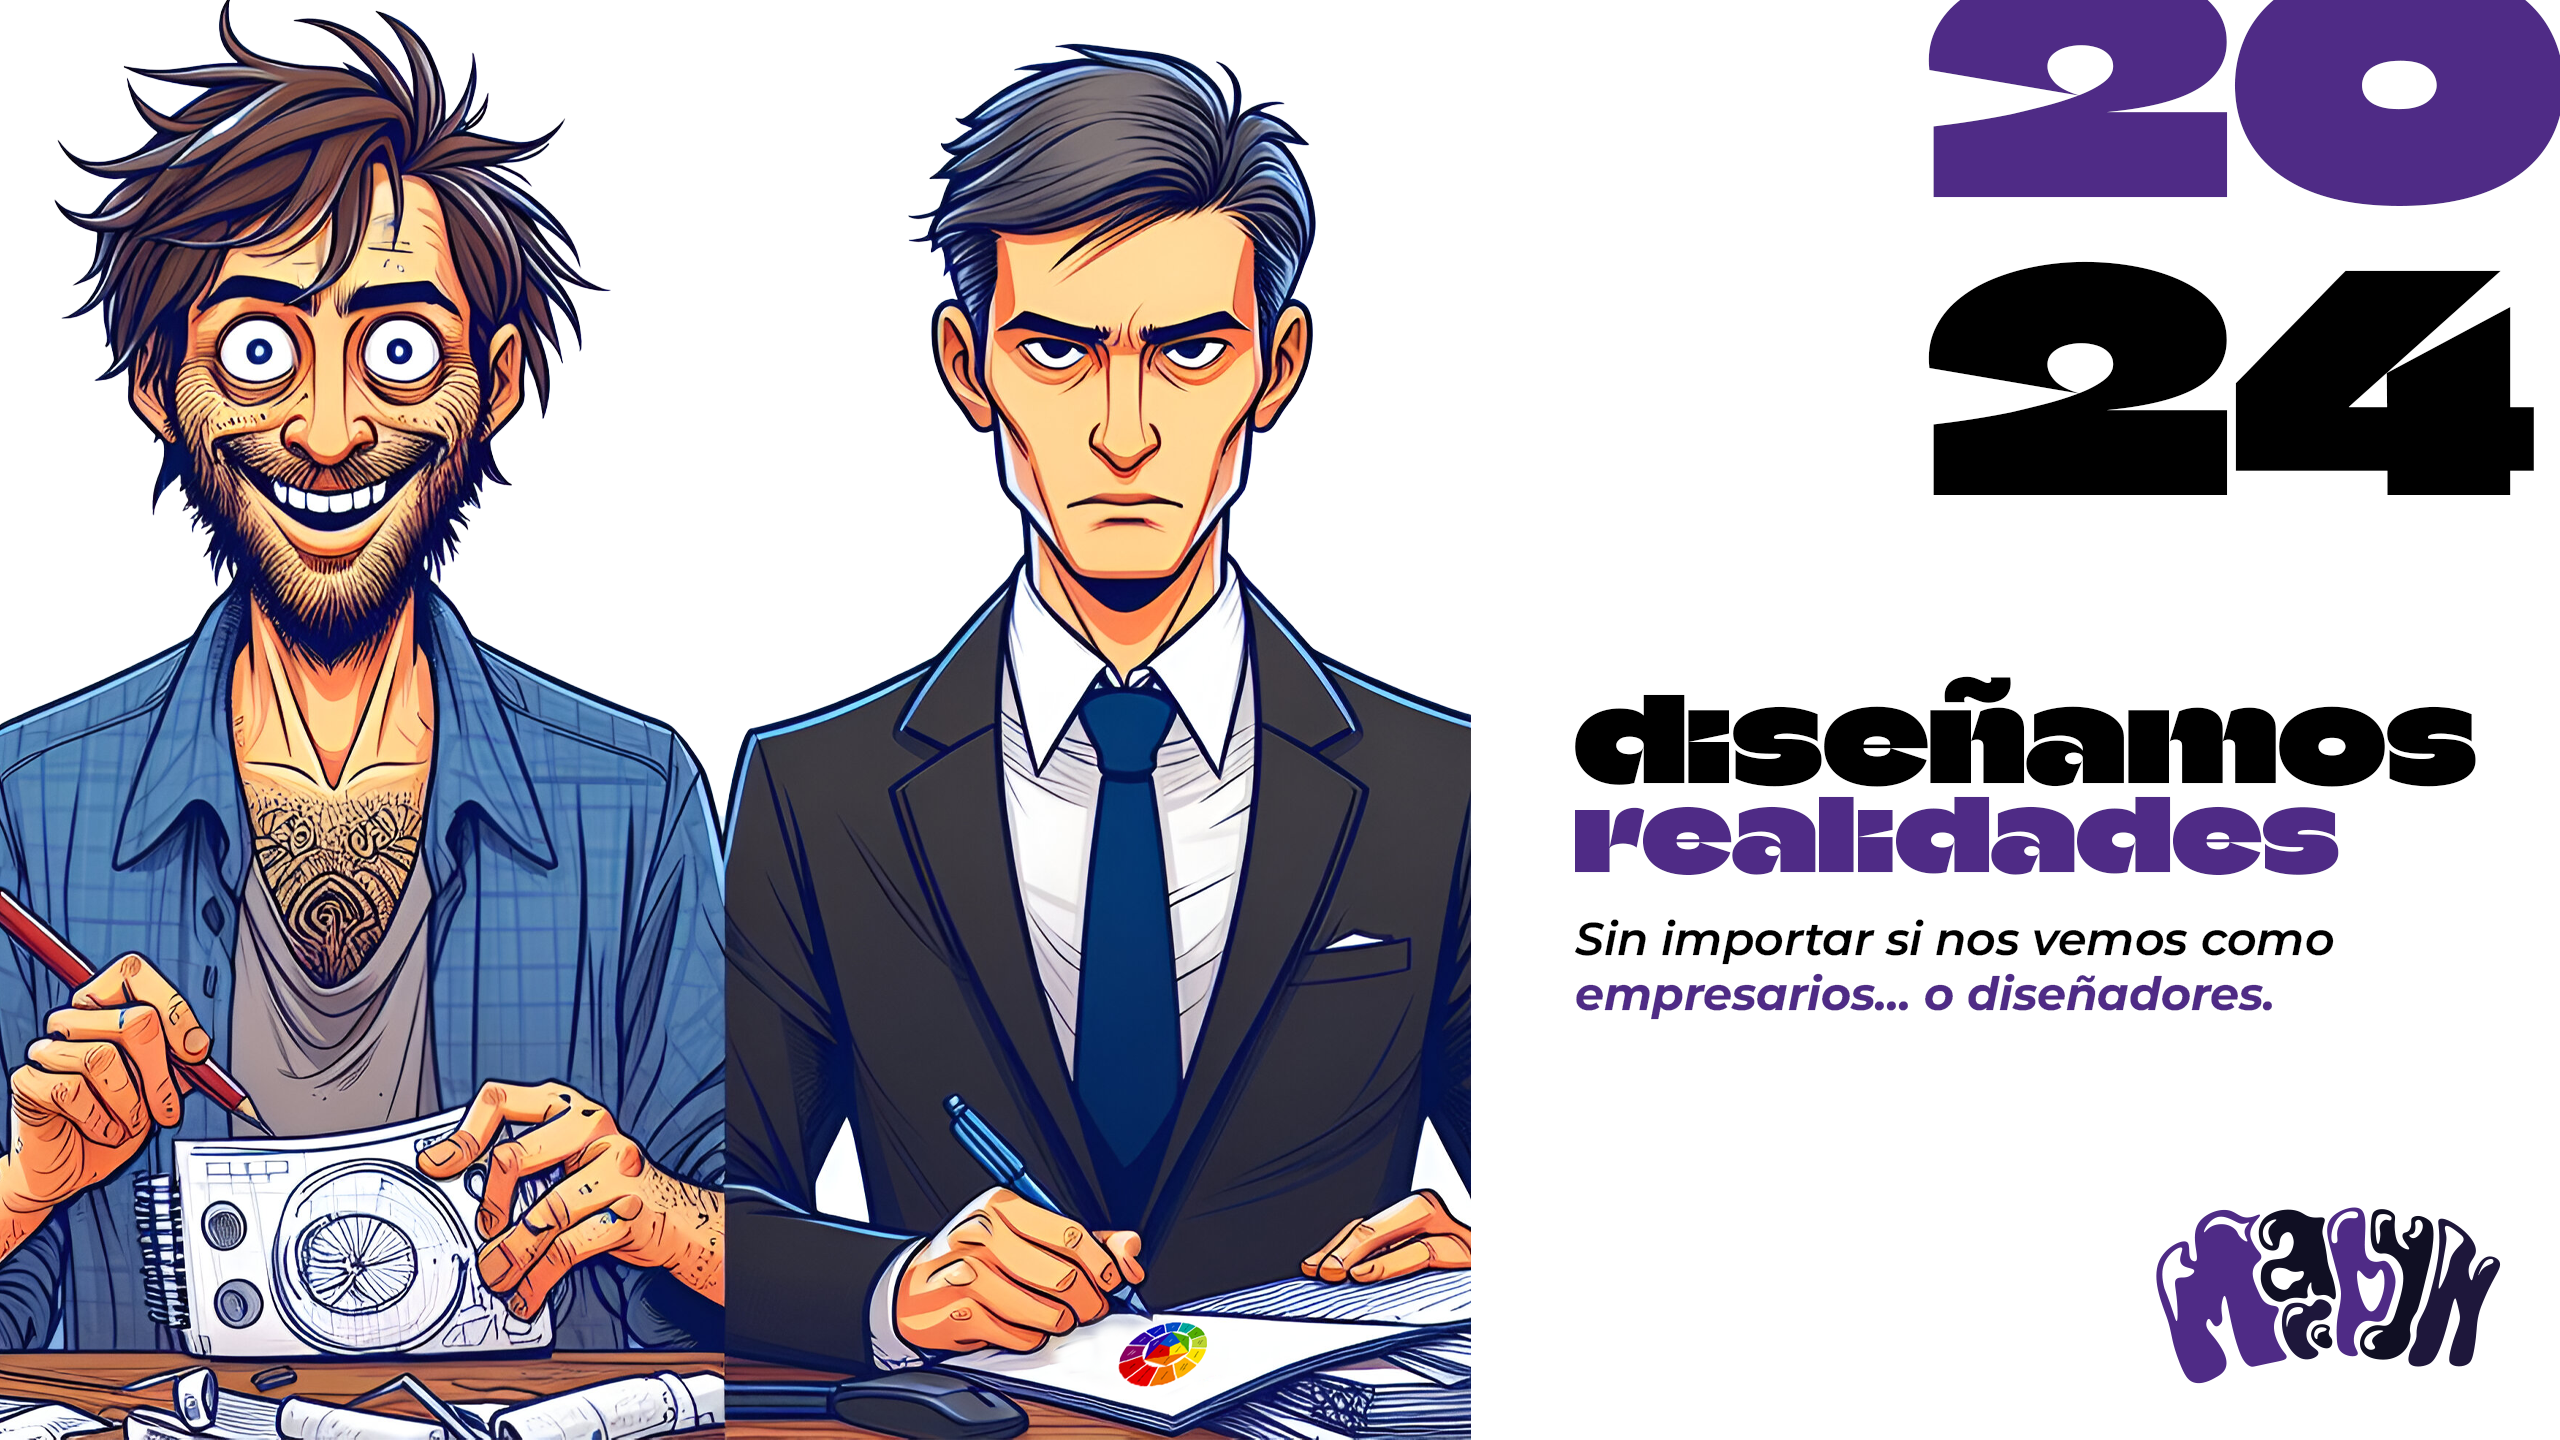 20
24
diseñamos
realidades
Sin importar si nos vemos como
empresarios... o diseñadores.